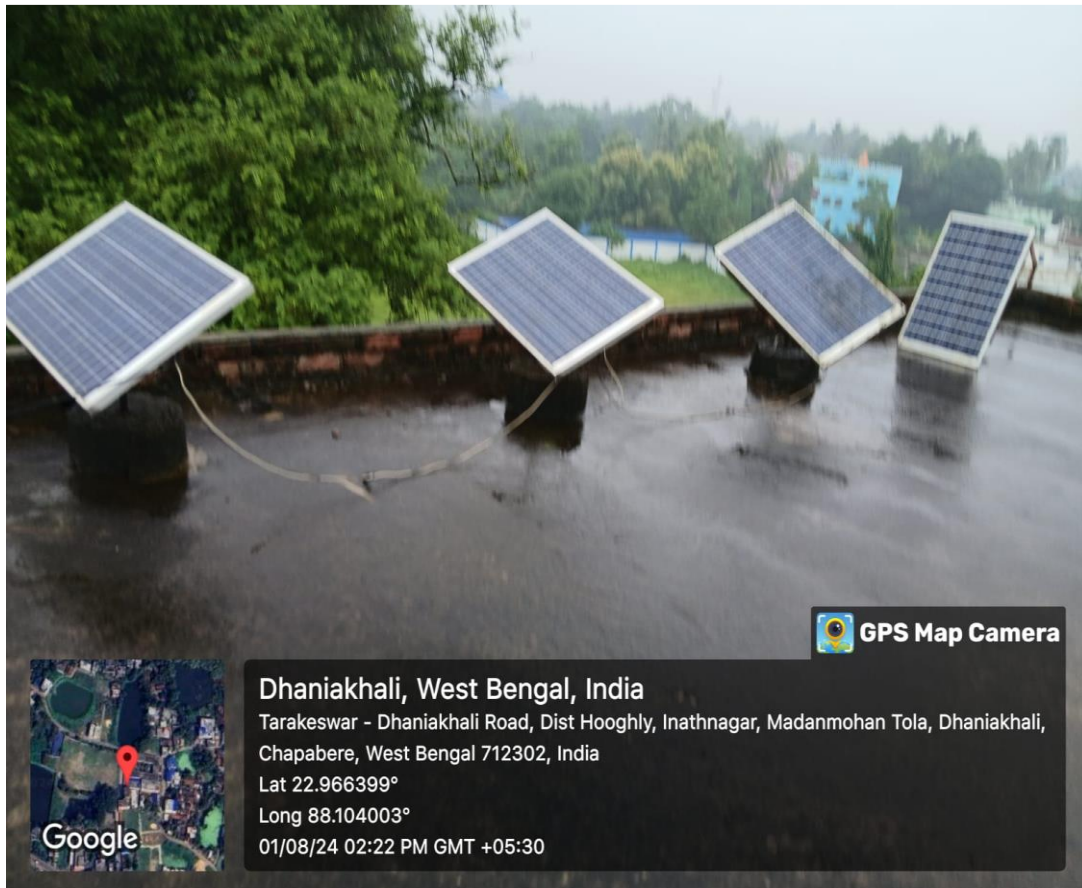 GPS Map Camera
Dhaniakhali, West Bengal, India
Tarakeswar - Dhaniakhali Road, Dist Hooghly, Inathnagar, Madanmohan Tola, Dhaniakhali,
Chapabere, West Bengal 712302, India
Lat 22.966399°
Long 88.104003°
01/08/24 02:22 PM GMT +05:30
Google